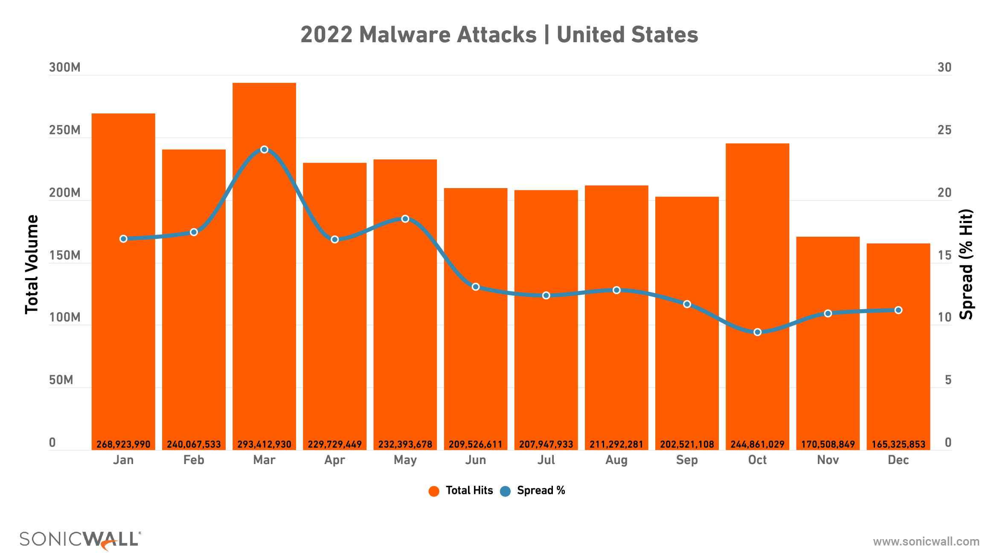 2022 Malware Attacks | United States
300M
250M
200M
150M
100M
50M
0
Total Volume
30
25
20
15
10
5
0
Spread (% Hit)
268,923,990 240,067,533 293,412,930 229,729,449 232,393,678 209,526,611 207,947,933 211,292,281 202,521,108 244,861,029 170,508,849 165,325,853
Jan Feb Mar Apr May Jun Jul Aug Sep Oct Nov Dec
Total Hits Spread %
SONICWALL®
www.sonicwall.com